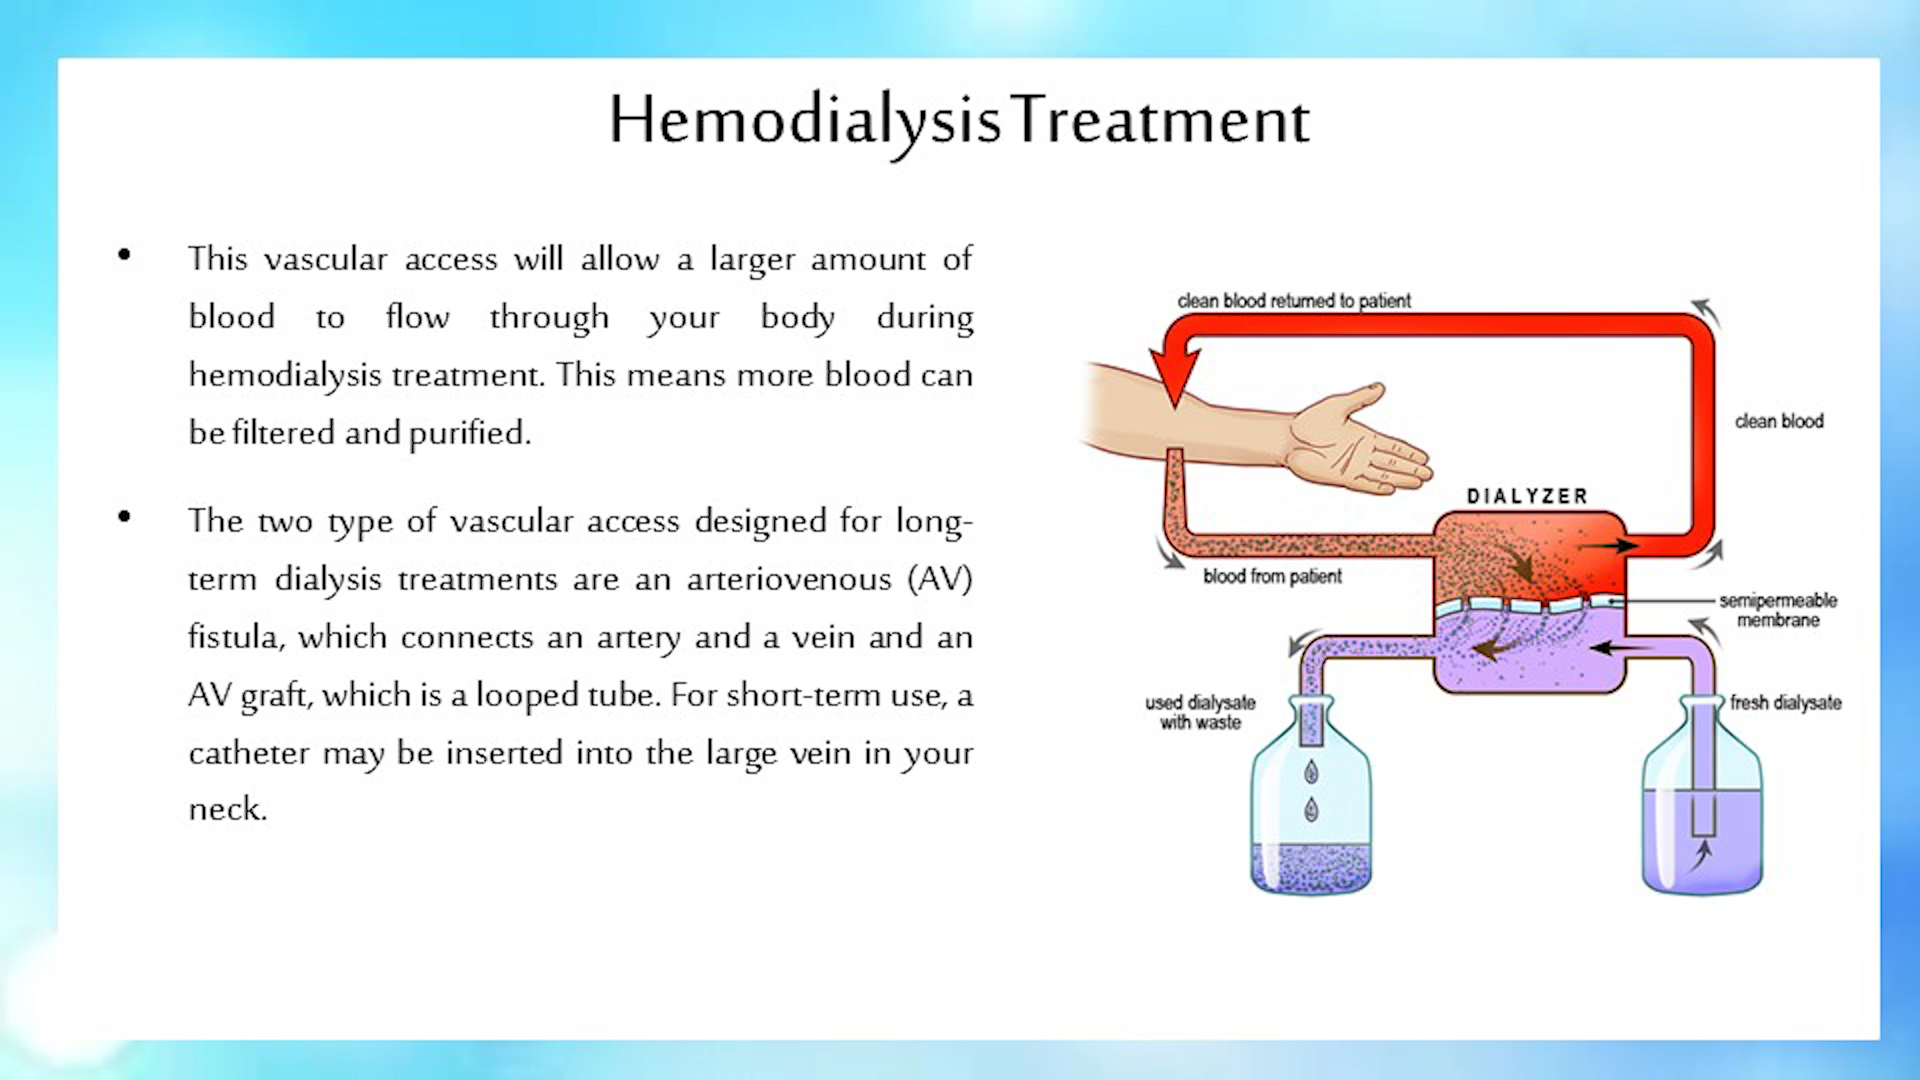 Hemodialysis Treatment
• This vascular access will allow a larger amount of
blood to flow through your body during
hemodialysis treatment. This means more blood can
be filtered and purified.
• The two type of vascular access designed for long-
term dialysis treatments are an arteriovenous (AV)
fistula, which connects an artery and a vein and an
AV graft, which is a looped tube. For short-term use, a
catheter may be inserted into the large vein in your
neck.
clean blood returned to patient
clean blood
DIALYZER
blood from patient
semipermeable
membrane
used dialysate
with waste
fresh dialysate